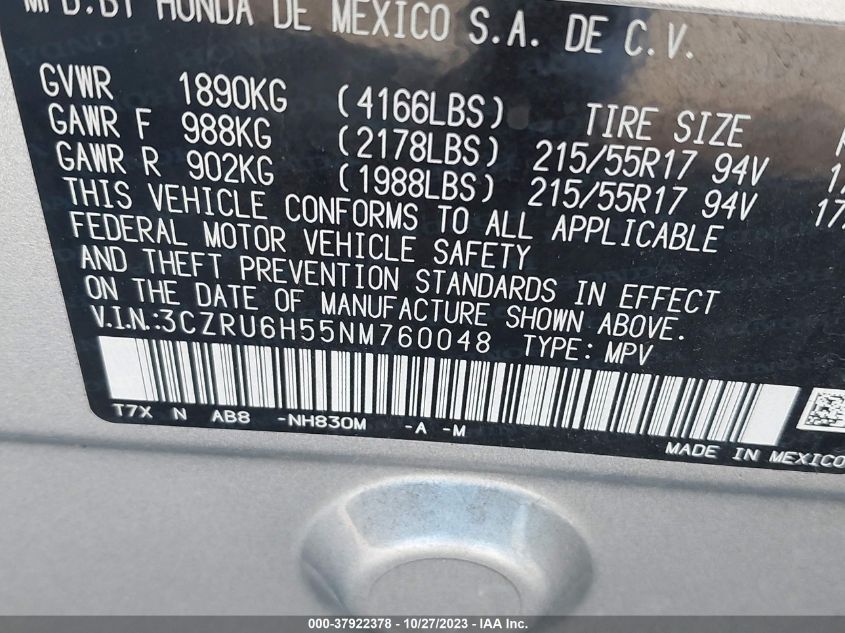 MFD.BY HONDA DE MEXICO S.A. DE C.V.
GVWR 1890KG (4166LBS) TIRE SIZE
GAWR F 988KG (2178LBS) 215/55R17 94V
GAWR R 902KG (1988LBS) 215/55R17 94V
THIS VEHICLE CONFORMS TO ALL APPLICABLE
FEDERAL MOTOR VEHICLE SAFETY
AND THEFT PREVENTION STANDARDS IN EFFECT
ON THE DATE OF MANUFACTURE SHOWN ABOVE.
V.I.N.:3CZRU6H55NM760048 TYPE: MPV
T7X N AB8 -NH830M -A -M
MADE IN MEXICO
000-37922378 - 10/27/2023 - IAA Inc.